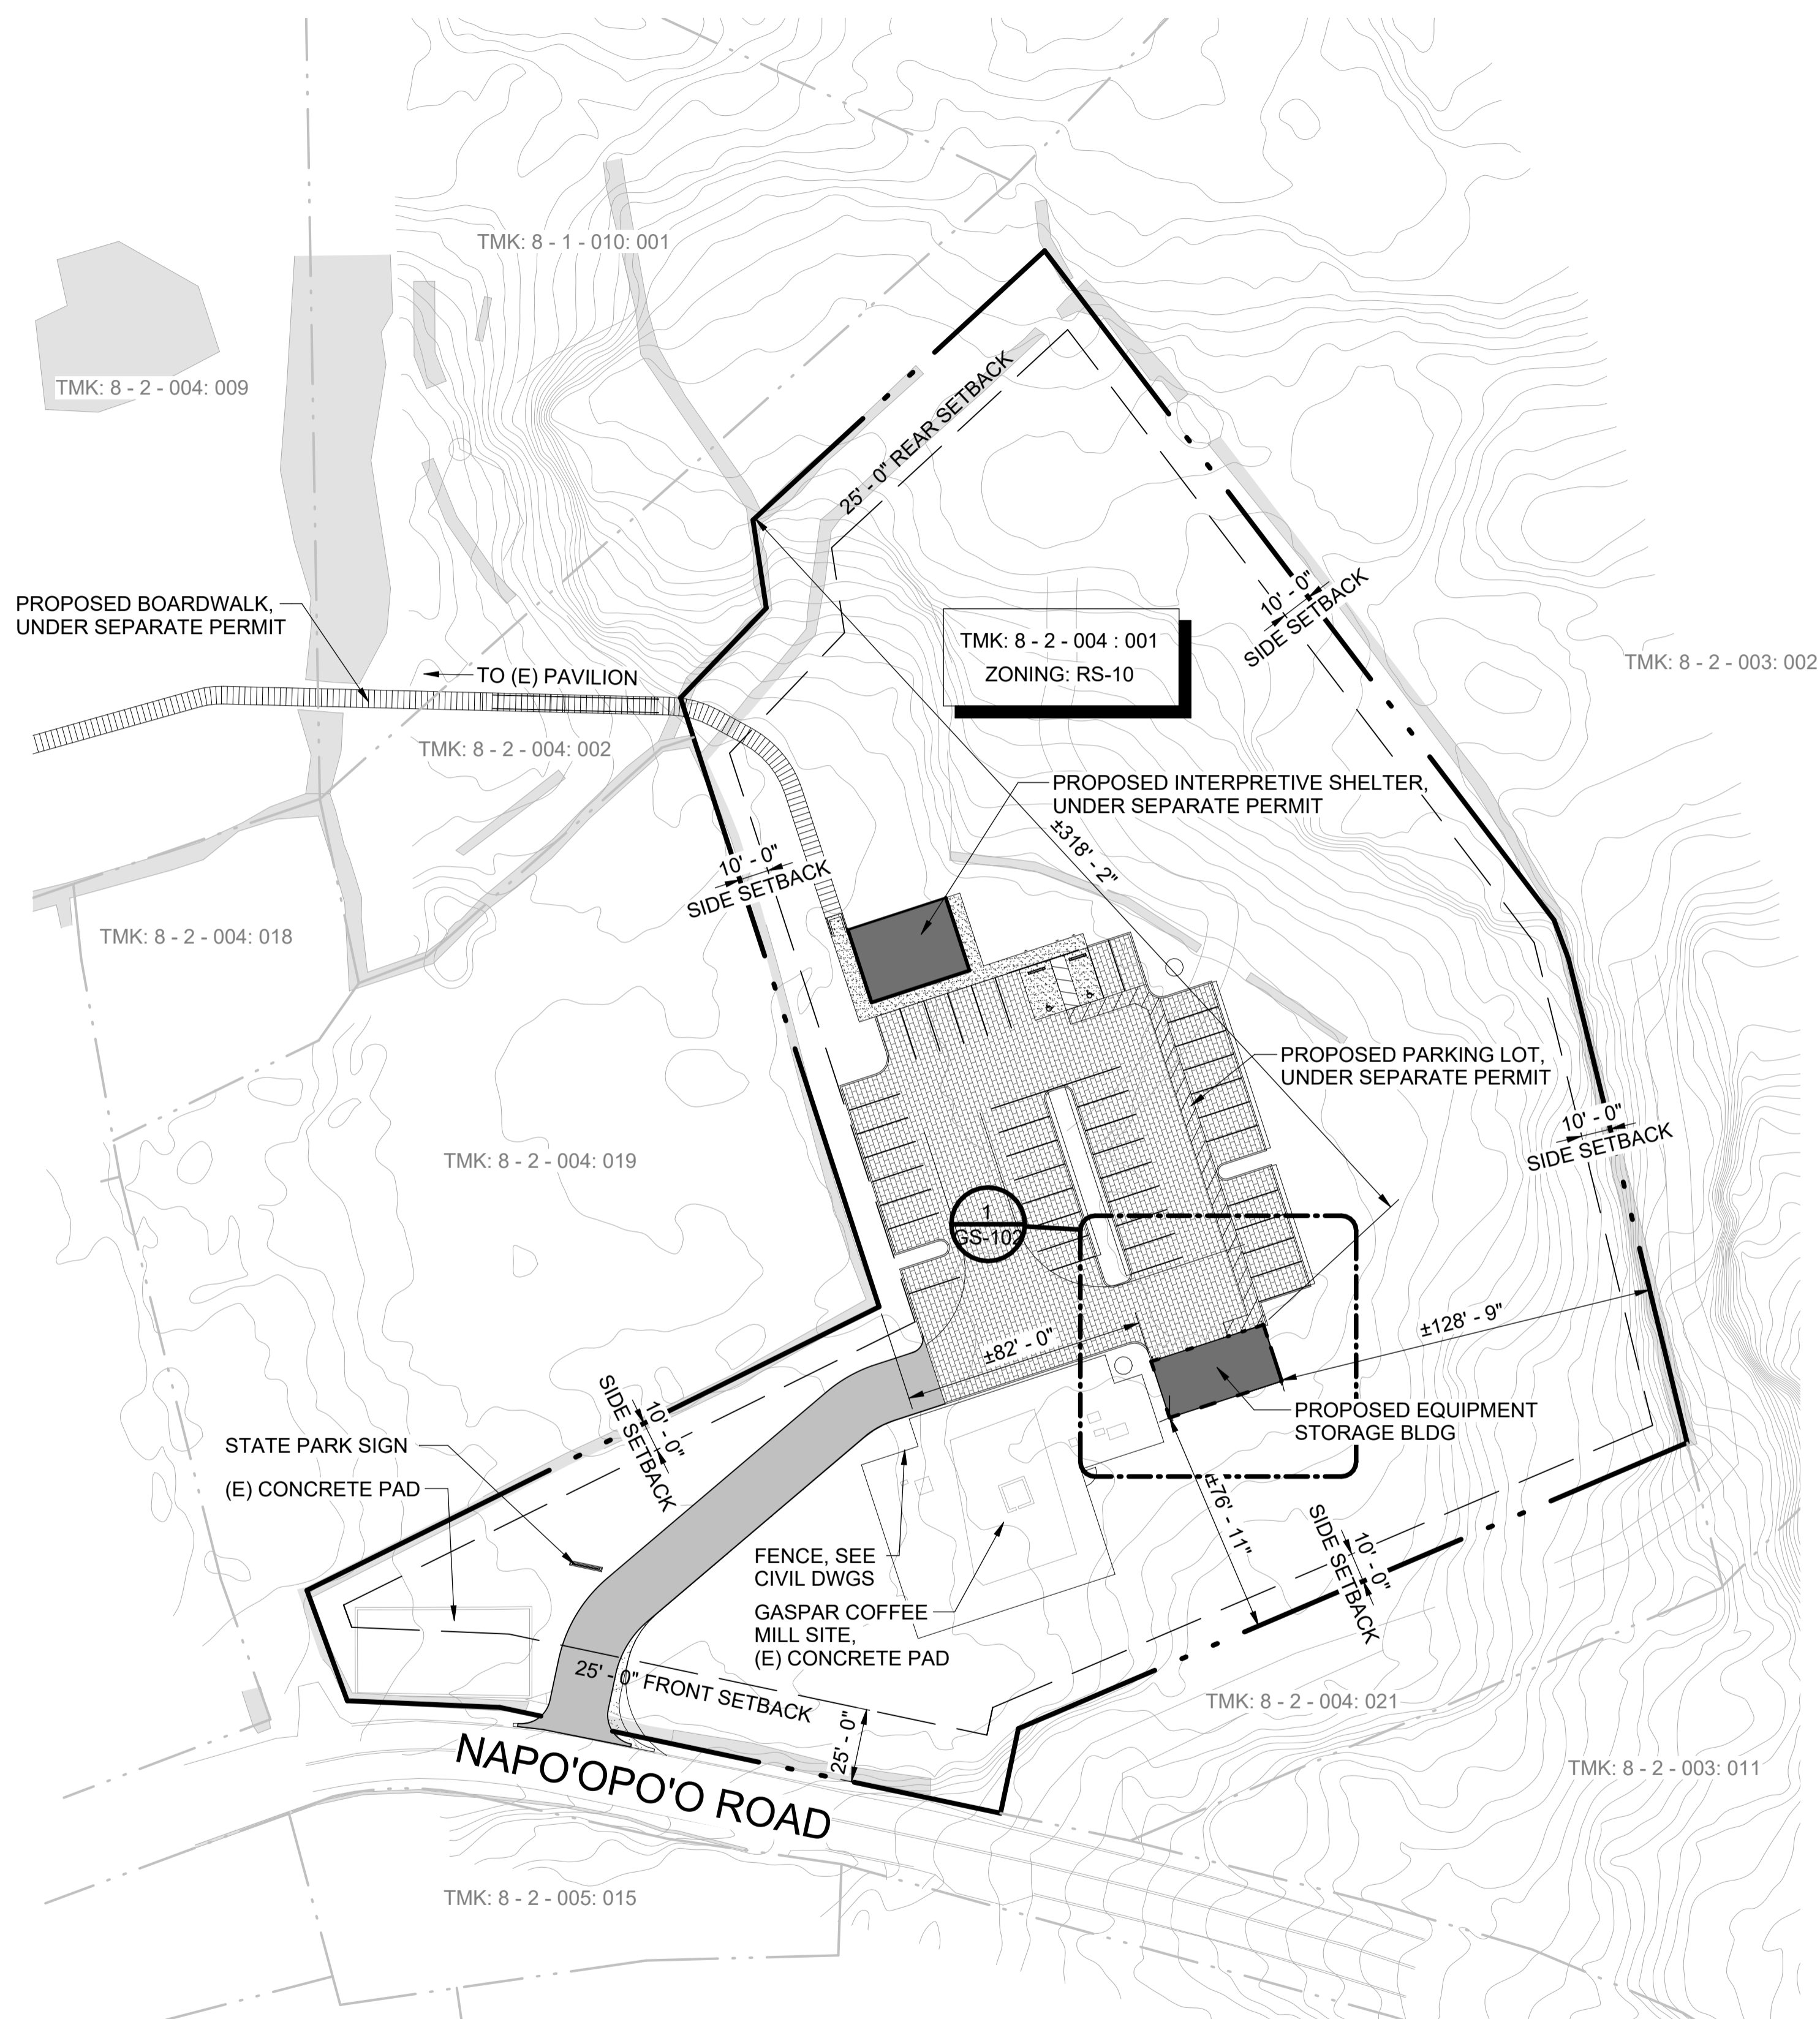 TMK: 8 - 1 - 010: 001
TMK: 8 - 2 - 004: 009
25' - 0" REAR SETBACK
10' - 0"
SIDE SETBACK
PROPOSED BOARDWALK,
UNDER SEPARATE PERMIT
TO (E) PAVILION
TMK: 8 - 2 - 004 : 001
ZONING: RS-10
TMK: 8 - 2 - 003: 002
TMK: 8 - 2 - 004: 002
PROPOSED INTERPRETIVE SHELTER,
UNDER SEPARATE PERMIT
±318' - 2"
10' - 0"
SIDE SETBACK
TMK: 8 - 2 - 004: 018
PROPOSED PARKING LOT,
UNDER SEPARATE PERMIT
10' - 0"
SIDE SETBACK
TMK: 8 - 2 - 004: 019
1
GS-102
±128' - 9"
±82' - 0"
10' - 0"
SIDE SETBACK
PROPOSED EQUIPMENT
STORAGE BLDG
STATE PARK SIGN
(E) CONCRETE PAD
±76' - 11"
10' - 0"
SIDE SETBACK
FENCE, SEE
CIVIL DWGS
GASPAR COFFEE
MILL SITE,
(E) CONCRETE PAD
25' - 0" FRONT SETBACK
25' - 0"
TMK: 8 - 2 - 004: 021
NAPO'OPO'O ROAD
TMK: 8 - 2 - 003: 011
TMK: 8 - 2 - 005: 015